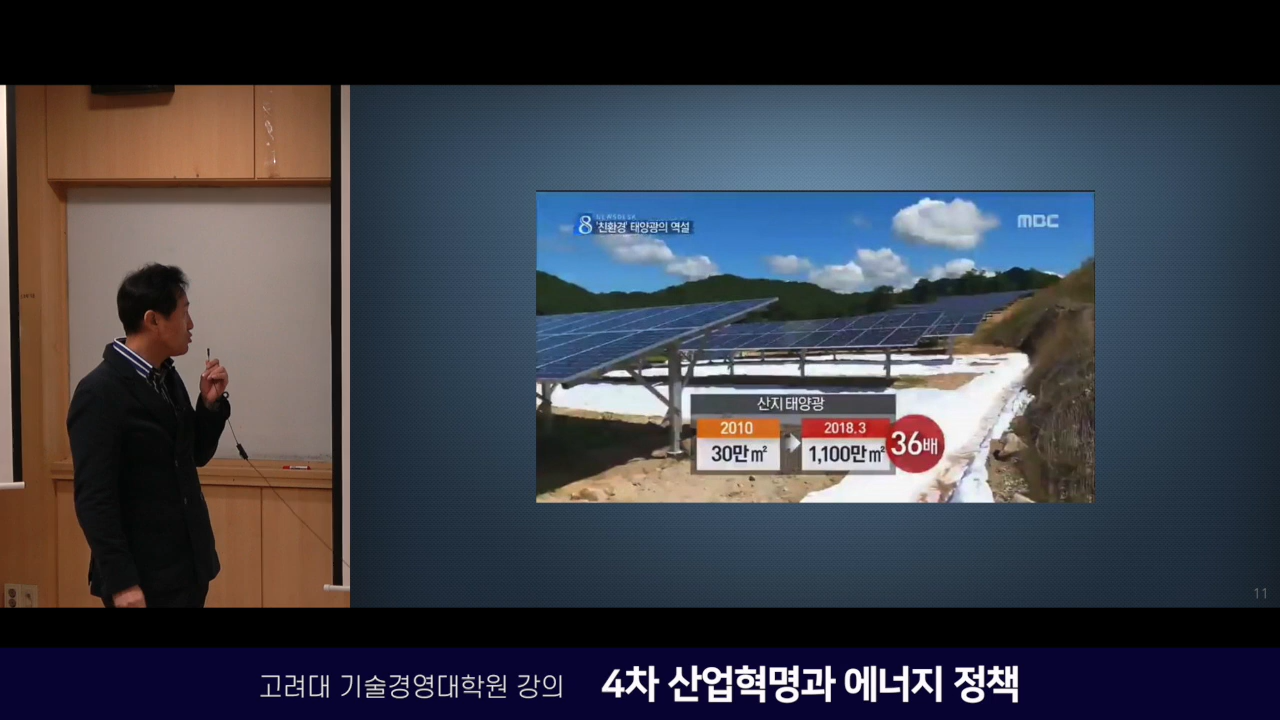 NEWSDESK
8 '친환경' 태양광의 역설
MBC
산지 태양광
2010
2018.3
30만㎡
1,100만㎡
36배
11
고려대 기술경영대학원 강의
4차 산업혁명과 에너지 정책